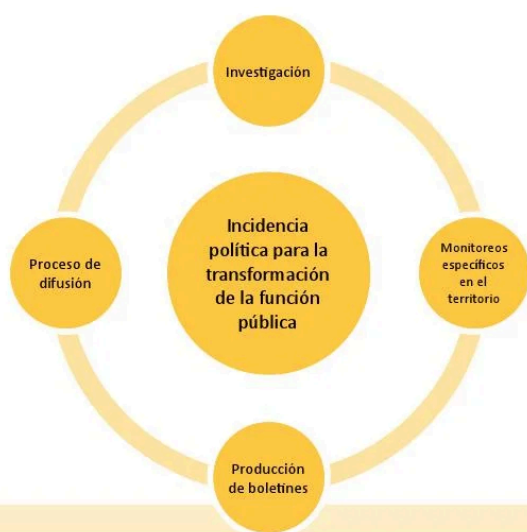 Investigación
Incidencia
política para la
transformación
de la función
pública
Proceso de
difusión
Monitoreos
específicos
en el
territorio
Producción
de boletines